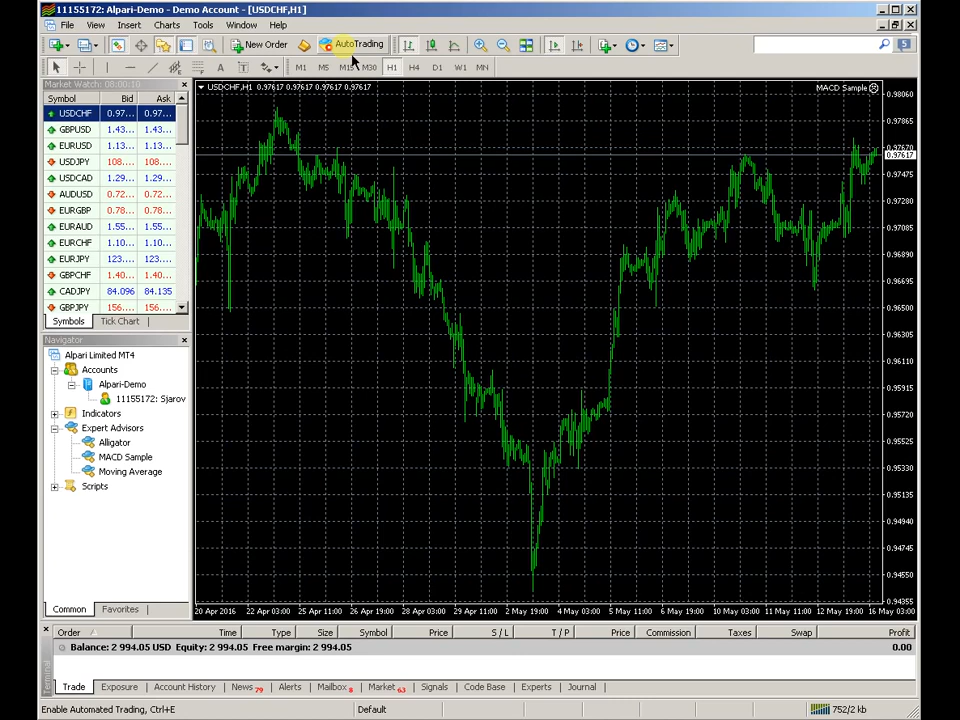 11155172: Alpari-Demo - Demo Account - [USDCHF,H1]
File View Insert Charts Tools Window Help
New Order AutoTrading 5
A T M1 M5 M15 M30 H1 H4 D1 W1 MN
Market Watch: 08:00:10
Symbol Bid Ask
USDCHF 0.97... 0.97...
GBPUSD 1.43... 1.43...
EURUSD 1.13... 1.13...
USDJPY 108.... 108....
USDCAD 1.29... 1.29...
AUDUSD 0.72... 0.72...
EURGBP 0.78... 0.78...
EURAUD 1.55... 1.55...
EURCHF 1.10... 1.10...
EURJPY 123.... 123....
GBPCHF 1.40... 1.40...
CADJPY 84.096 84.135
GBPJPY 156.... 156....
Symbols Tick Chart
Navigator
Alpari Limited MT4
Accounts
Alpari-Demo
11155172: Sjarov
Indicators
Expert Advisors
Alligator
MACD Sample
Moving Average
Scripts
Common Favorites
USDCHF,H1 0.97617 0.97617 0.97617 0.97617
MACD Sample
0.98060
0.97865
0.97670
0.97617
0.97475
0.97280
0.97085
0.96890
0.96695
0.96500
0.96305
0.96110
0.95915
0.95720
0.95525
0.95330
0.95135
0.94940
0.94745
0.94550
0.94355
20 Apr 2016 22 Apr 03:00 25 Apr 11:00 26 Apr 19:00 28 Apr 03:00 29 Apr 11:00 2 May 19:00 4 May 03:00 5 May 11:00 6 May 19:00 10 May 03:00 11 May 11:00 12 May 19:00 16 May 03:00
Order Time Type Size Symbol Price S / L T / P Price Commission Taxes Swap Profit
Balance: 2 994.05 USD Equity: 2 994.05 Free margin: 2 994.05 0.00
Terminal
Trade Exposure Account History News 79 Alerts Mailbox 8 Market 63 Signals Code Base Experts Journal
Enable Automated Trading, Ctrl+E Default 752/2 kb